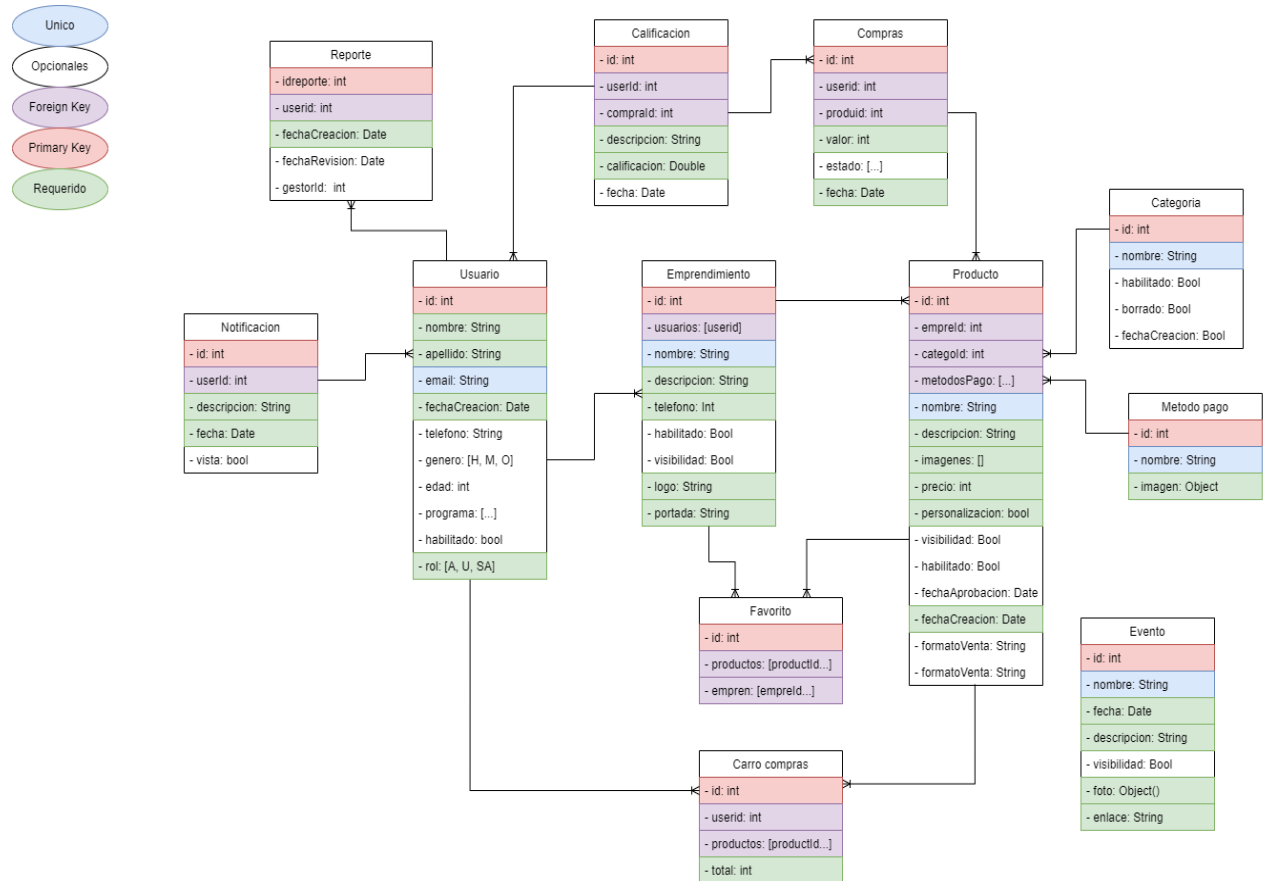 Unico
Opcionales
Foreign Key
Primary Key
Requerido
Reporte
- idreporte: int
- userid: int
- fechaCreacion: Date
- fechaRevision: Date
- gestorId: int
Calificacion
- id: int
- userId: int
- compraId: int
- descripcion: String
- calificacion: Double
- fecha: Date
Compras
- id: int
- userid: int
- produid: int
- valor: int
- estado: [...]
- fecha: Date
Categoria
- id: int
- nombre: String
- habilitado: Bool
- borrado: Bool
- fechaCreacion: Bool
Notificacion
- id: int
- userId: int
- descripcion: String
- fecha: Date
- vista: bool
Usuario
- id: int
- nombre: String
- apellido: String
- email: String
- fechaCreacion: Date
- telefono: String
- genero: [H, M, O]
- edad: int
- programa: [...]
- habilitado: bool
- rol: [A, U, SA]
Emprendimiento
- id: int
- usuarios: [userid]
- nombre: String
- descripcion: String
- telefono: Int
- habilitado: Bool
- visibilidad: Bool
- logo: String
- portada: String
Producto
- id: int
- empreId: int
- categoId: int
- metodosPago: [...]
- nombre: String
- descripcion: String
- imagenes: []
- precio: int
- personalizacion: bool
- visibilidad: Bool
- habilitado: Bool
- fechaAprobacion: Date
- fechaCreacion: Date
- formatoVenta: String
- formatoVenta: String
Metodo pago
- id: int
- nombre: String
- imagen: Object
Favorito
- id: int
- productos: [productId...]
- empren: [empreId...]
Evento
- id: int
- nombre: String
- fecha: Date
- descripcion: String
- visibilidad: Bool
- foto: Object()
- enlace: String
Carro compras
- id: int
- userid: int
- productos: [productId...]
- total: int